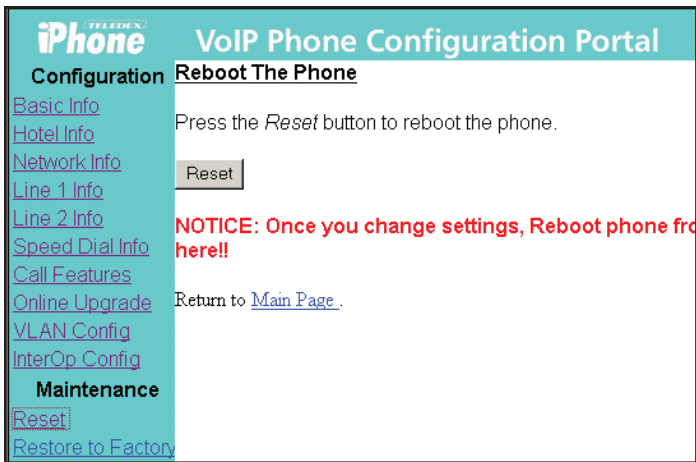 TELEDEX
iPhone
VoIP Phone Configuration Portal
Configuration
Basic Info
Hotel Info
Network Info
Line 1 Info
Line 2 Info
Speed Dial Info
Call Features
Online Upgrade
VLAN Config
InterOp Config
Maintenance
Reset
Restore to Factory
Reboot The Phone
Press the Reset button to reboot the phone.
Reset
NOTICE: Once you change settings, Reboot phone fro
here!!
Return to Main Page .